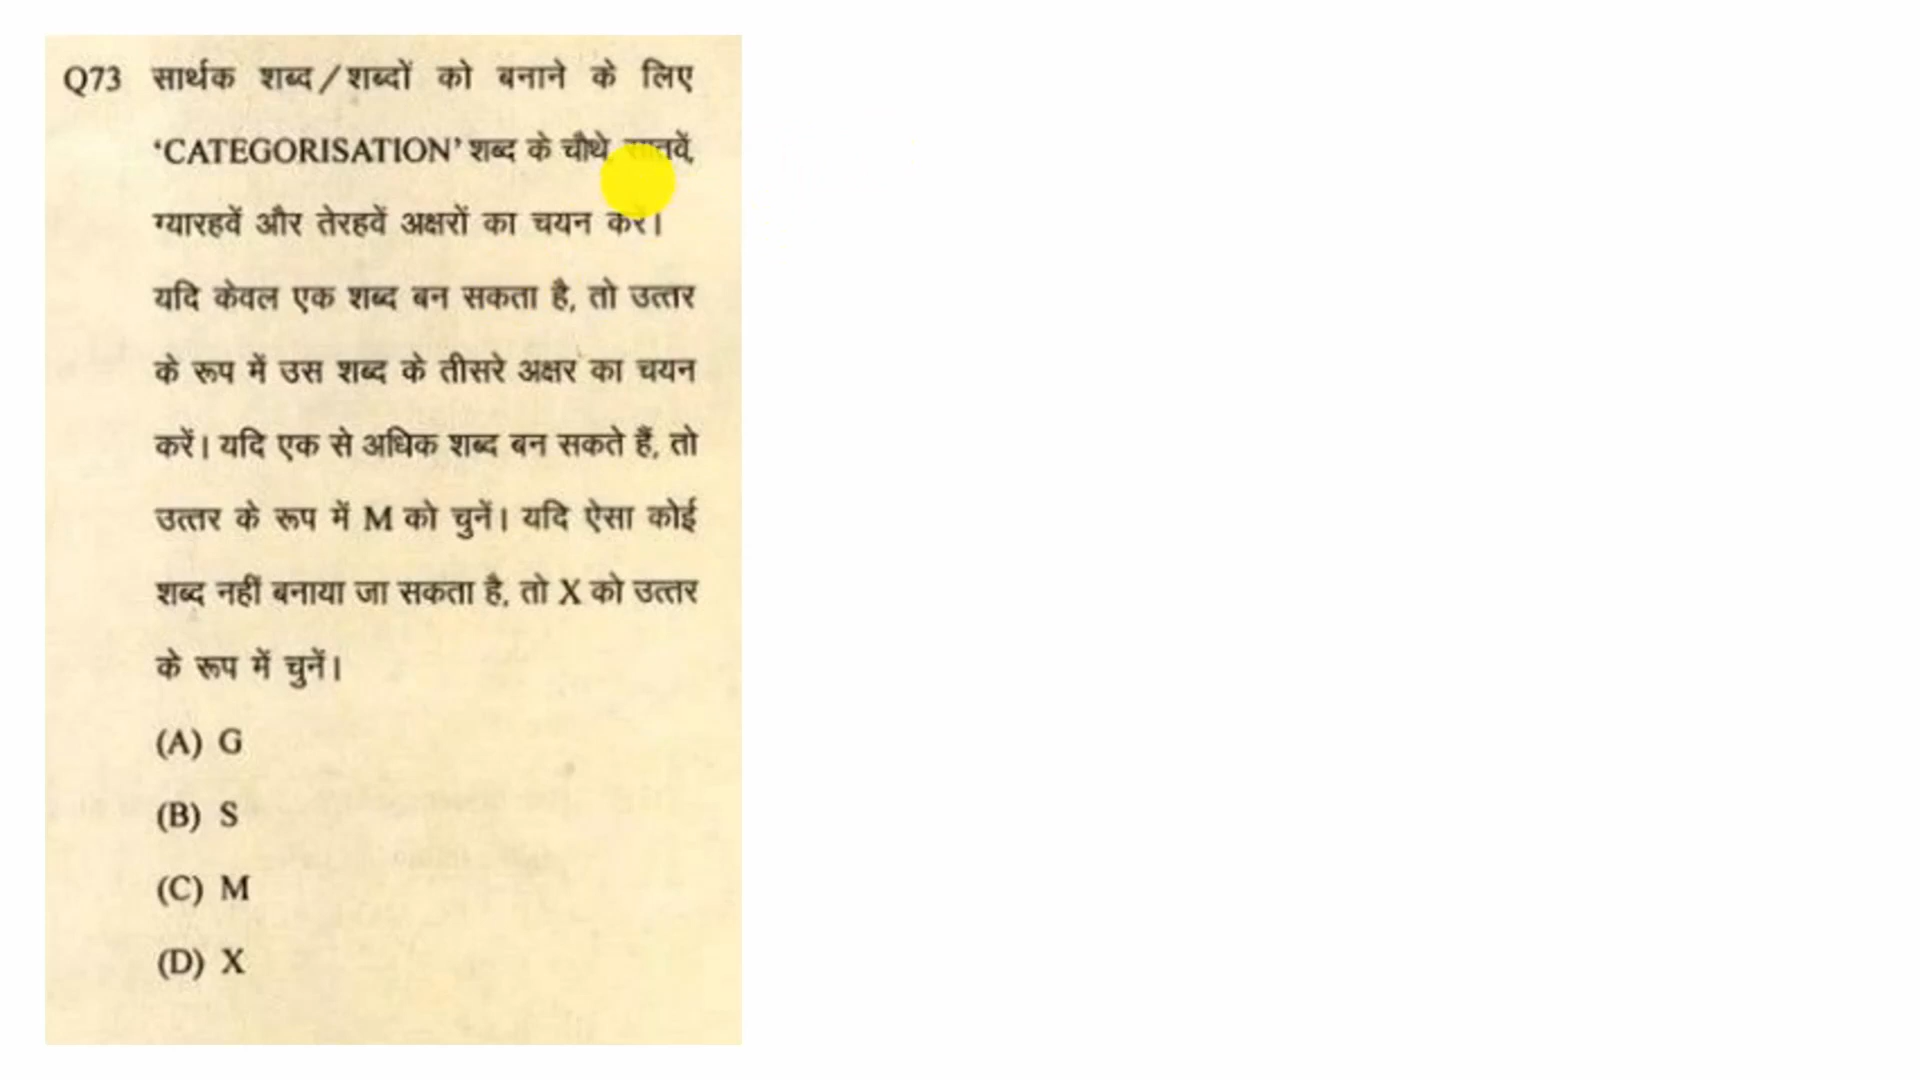 Q73 सार्थक शब्द/शब्दों को बनाने के लिए
‘CATEGORISATION’ शब्द के चौथे, सातवें,
ग्यारहवें और तेरहवें अक्षरों का चयन करें।
यदि केवल एक शब्द बन सकता है, तो उत्तर
के रूप में उस शब्द के तीसरे अक्षर का चयन
करें। यदि एक से अधिक शब्द बन सकते हैं, तो
उत्तर के रूप में M को चुनें। यदि ऐसा कोई
शब्द नहीं बनाया जा सकता है, तो X को उत्तर
के रूप में चुनें।
(A) G
(B) S
(C) M
(D) X